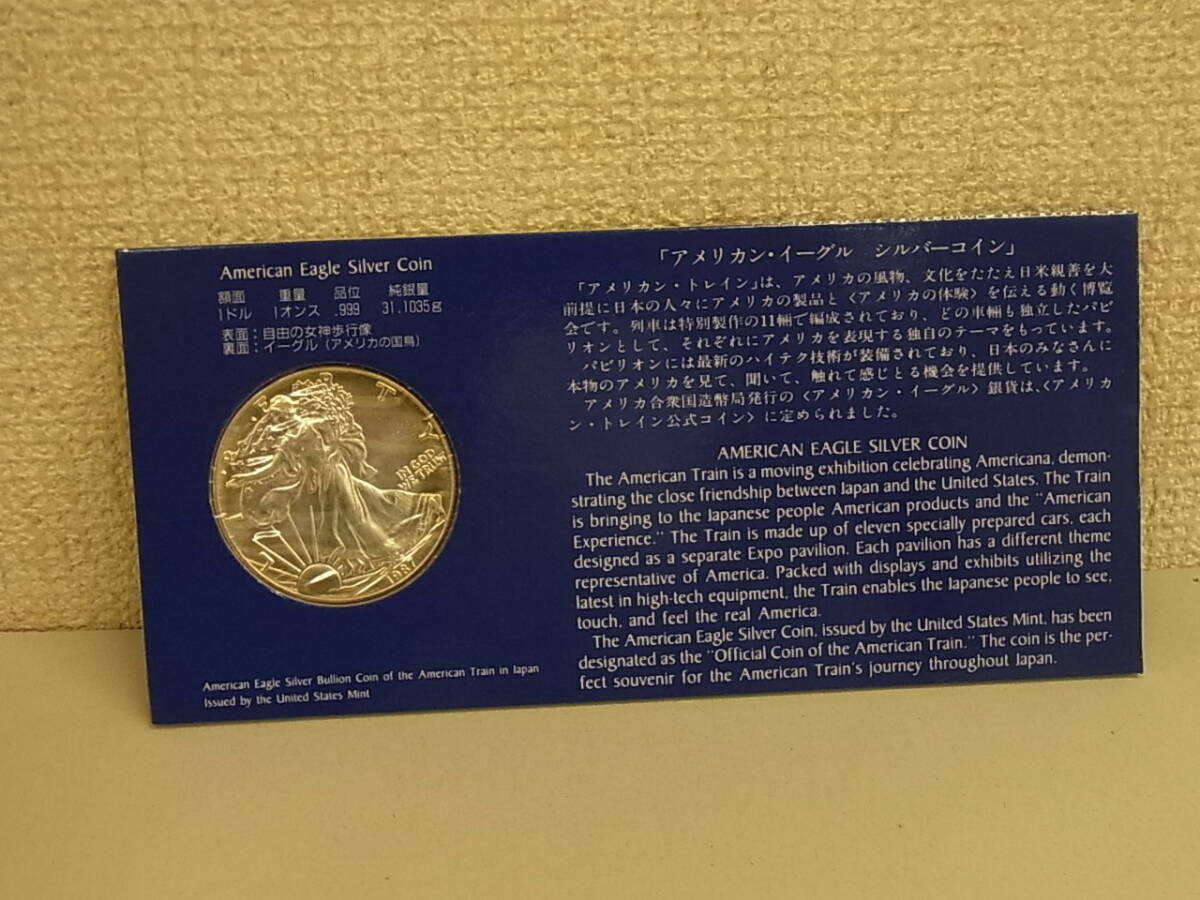 American Eagle Silver Coin
額面 重量 品位 純銀量
1ドル 1オンス .999 31.1035g
表面：自由の女神歩行像
裏面：イーグル（アメリカの国鳥）
LIBERTY
IN GOD
WE TRUST
1987
American Eagle Silver Bullion Coin of the American Train in Japan
Issued by the United States Mint
「アメリカン・イーグル　シルバーコイン」
「アメリカン・トレイン」は、アメリカの風物、文化をたたえ日米親善を大
前提に日本の人々にアメリカの製品と〈アメリカの体験〉を伝える動く博覧
会です。列車は特別製作の11輛で編成されており、どの車輛も独立したパビ
リオンとして、それぞれにアメリカを表現する独自のテーマをもっています。
パビリオンには最新のハイテク技術が装備されており、日本のみなさんに
本物のアメリカを見て、聞いて、触れて感じとる機会を提供しています。
アメリカ合衆国造幣局発行の〈アメリカン・イーグル〉銀貨は、〈アメリカ
ン・トレイン公式コイン〉に定められました。
AMERICAN EAGLE SILVER COIN
The American Train is a moving exhibition celebrating Americana, demon-
strating the close friendship between Japan and the United States. The Train
is bringing to the Japanese people American products and the "American
Experience." The Train is made up of eleven specially prepared cars, each
designed as a separate Expo pavilion. Each pavilion has a different theme
representative of America. Packed with displays and exhibits utilizing the
latest in high-tech equipment, the Train enables the Japanese people to see,
touch, and feel the real America.
The American Eagle Silver Coin, issued by the United States Mint, has been
designated as the "Official Coin of the American Train." The coin is the per-
fect souvenir for the American Train's journey throughout Japan.